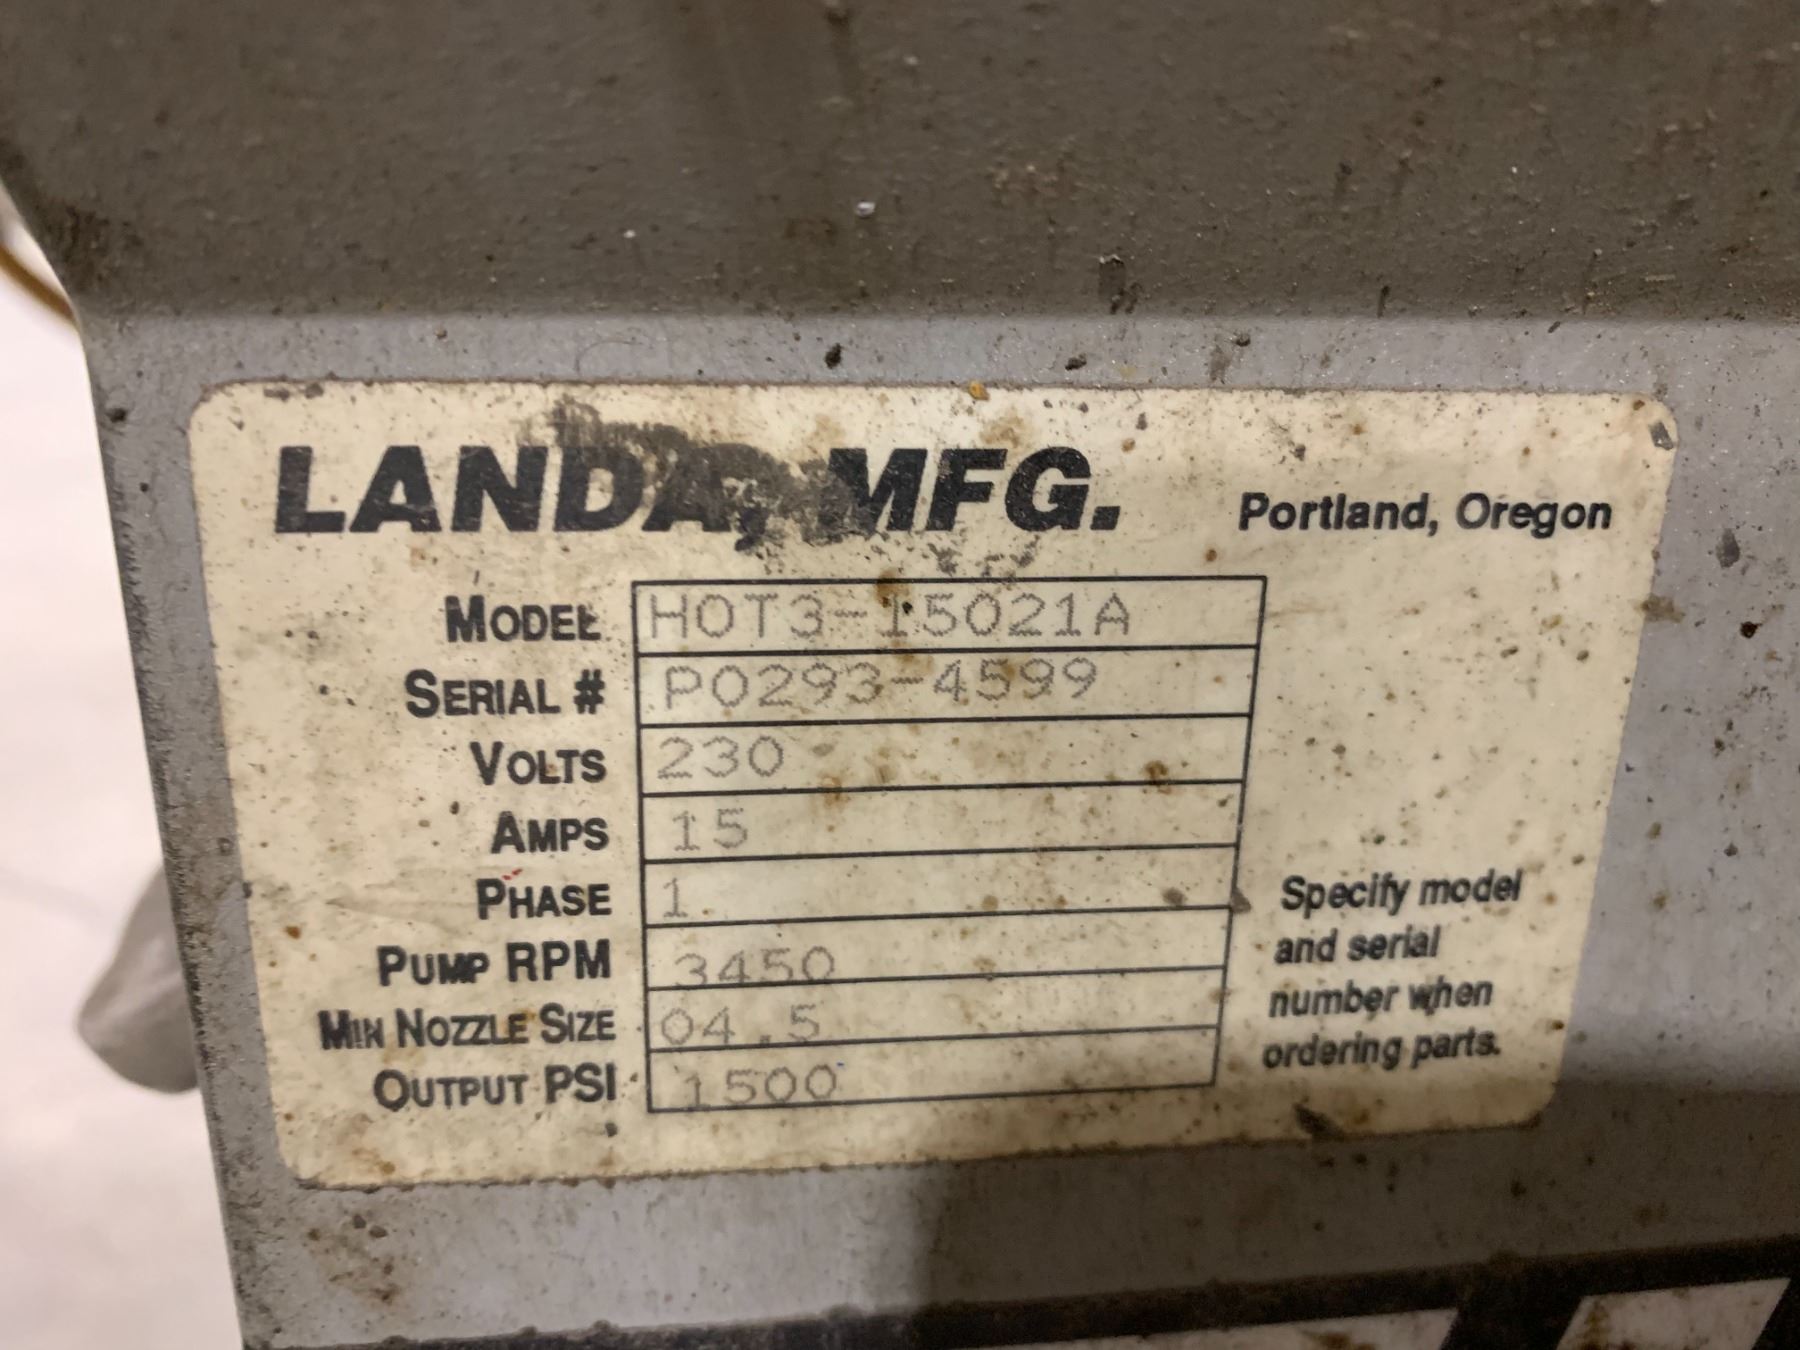 LANDA, MFG. Portland, Oregon
MODEL HOT3-15021A
SERIAL # P0293-4599
VOLTS 230
AMPS 15
PHASE 1
PUMP RPM 3450
MIN NOZZLE SIZE 04.5
OUTPUT PSI 1500
Specify model
and serial
number when
ordering parts.